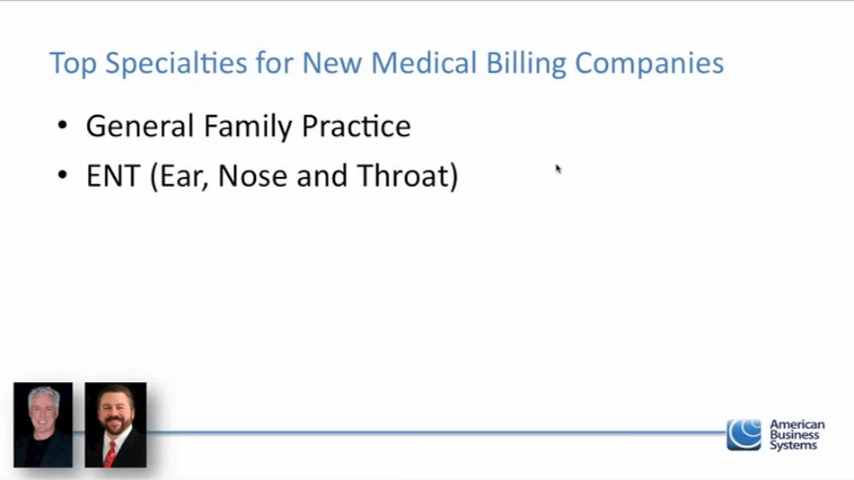 Top Specialties for New Medical Billing Companies
• General Family Practice
• ENT (Ear, Nose and Throat)
American
Business
Systems